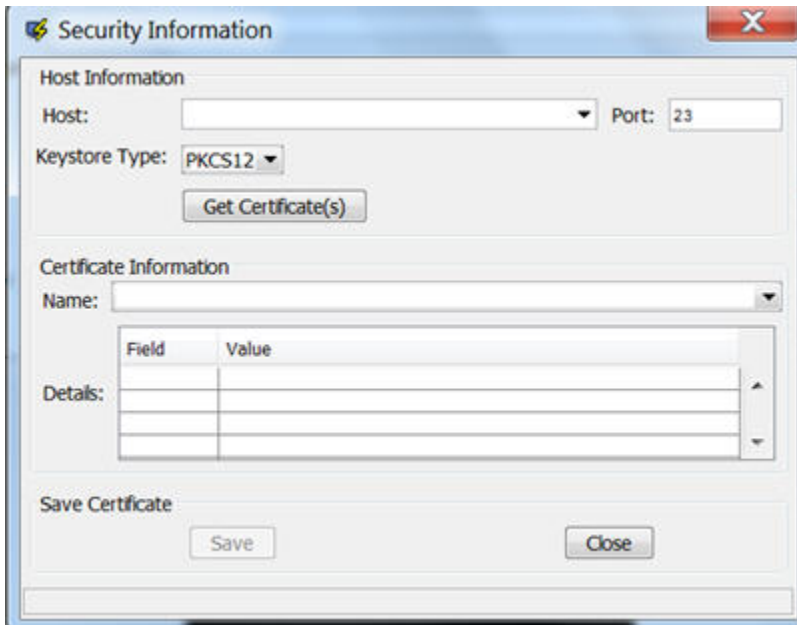 Security Information
Host Information
Host: Port: 23
Keystore Type: PKCS12
Get Certificate(s)
Certificate Information
Name:
Field Value
Details:
Save Certificate
Save Close